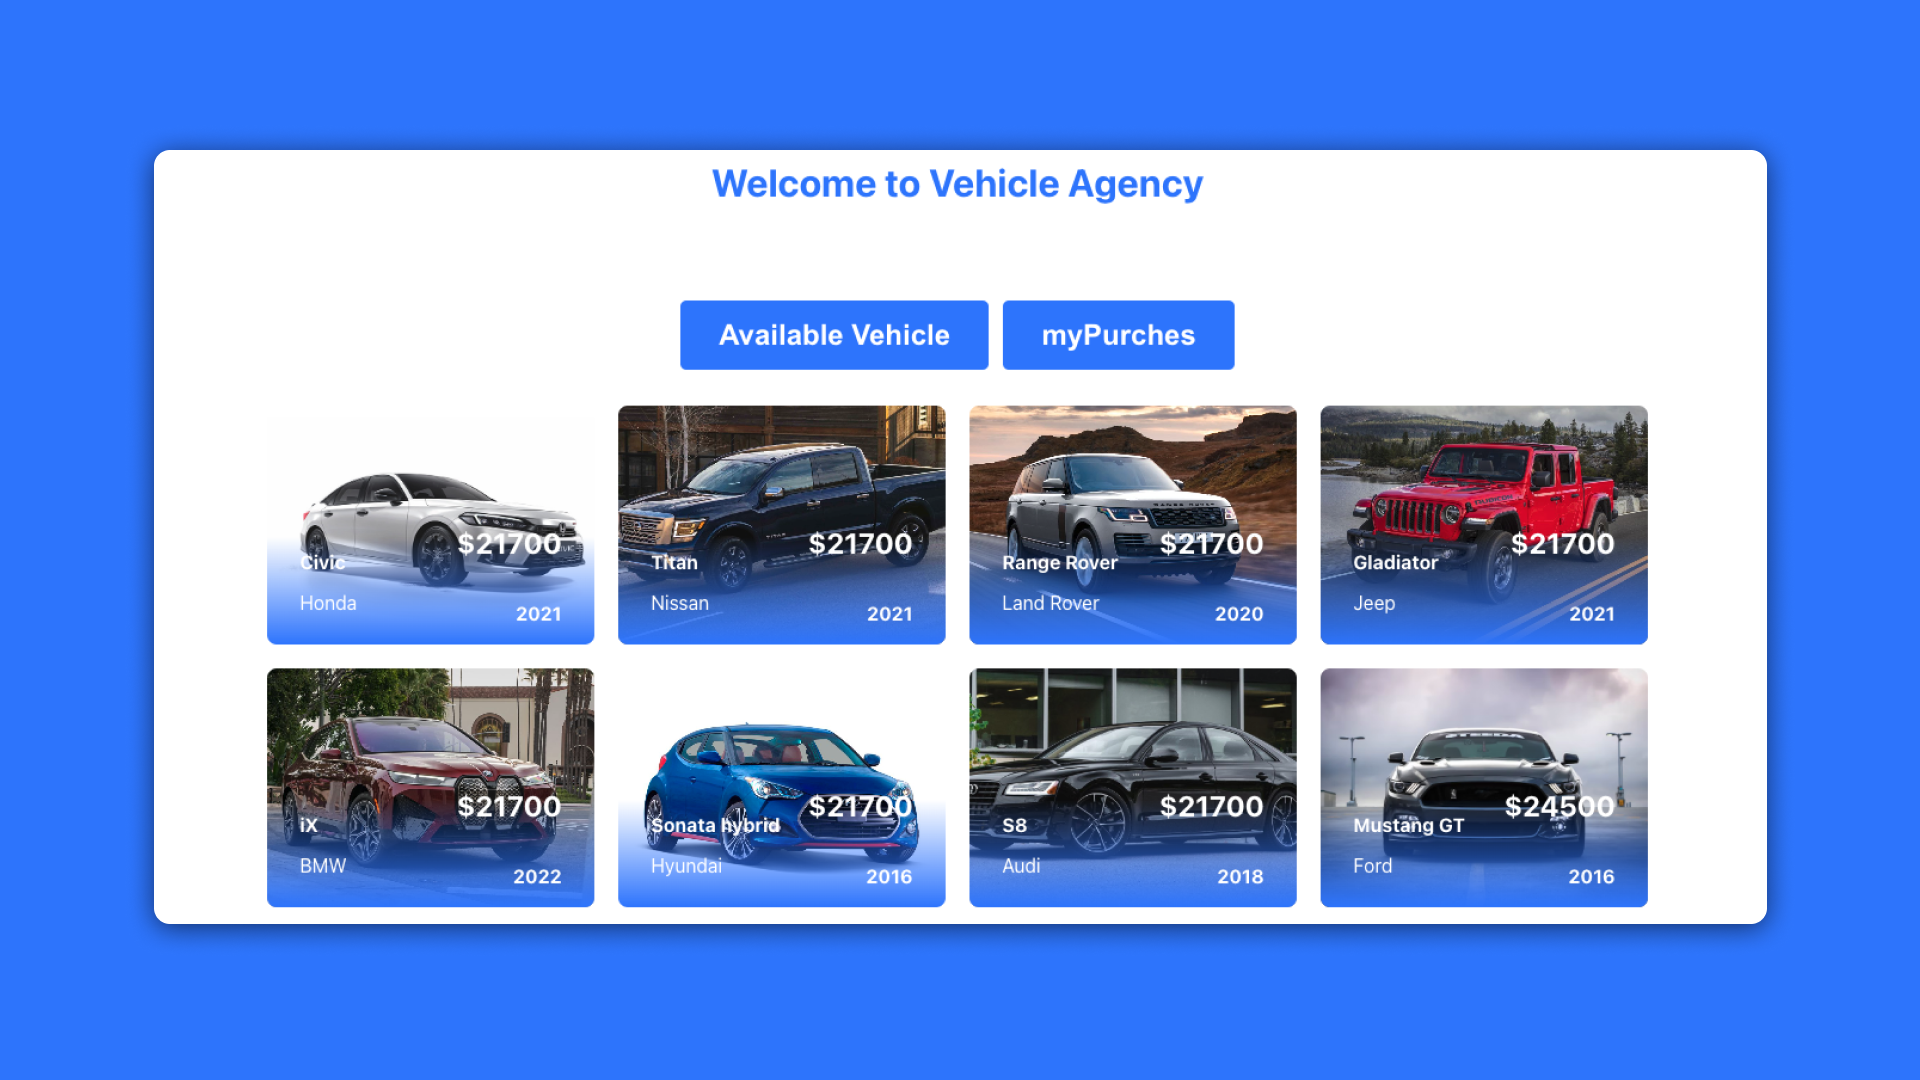 Welcome to Vehicle Agency
Available Vehicle
myPurches
$21700
Civic
Honda
2021
$21700
Titan
Nissan
2021
$21700
Range Rover
Land Rover
2020
$21700
Gladiator
Jeep
2021
$21700
iX
BMW
2022
$21700
Sonata hybrid
Hyundai
2016
$21700
S8
Audi
2018
STEEDA
$24500
Mustang GT
Ford
2016